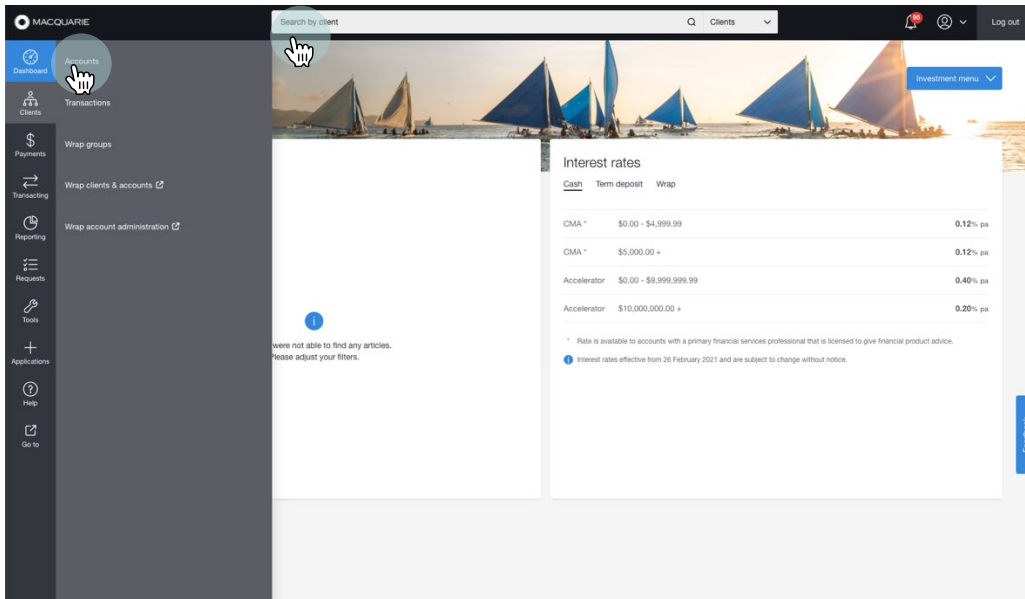 MACQUARIE
Search by client
Clients
95
Log out
Dashboard
Clients
Payments
Transacting
Reporting
Requests
Tools
Applications
Help
Go to
Accounts
Transactions
Wrap groups
Wrap clients & accounts
Wrap account administration
Investment menu
were not able to find any articles.
Please adjust your filters.
Interest rates
Cash Term deposit Wrap
CMA * $0.00 - $4,999.99 0.12% pa
CMA * $5,000.00 + 0.12% pa
Accelerator $0.00 - $9,999,999.99 0.40% pa
Accelerator $10,000,000.00 + 0.20% pa
* Rate is available to accounts with a primary financial services professional that is licensed to give financial product advice.
Interest rates effective from 26 February 2021 and are subject to change without notice.